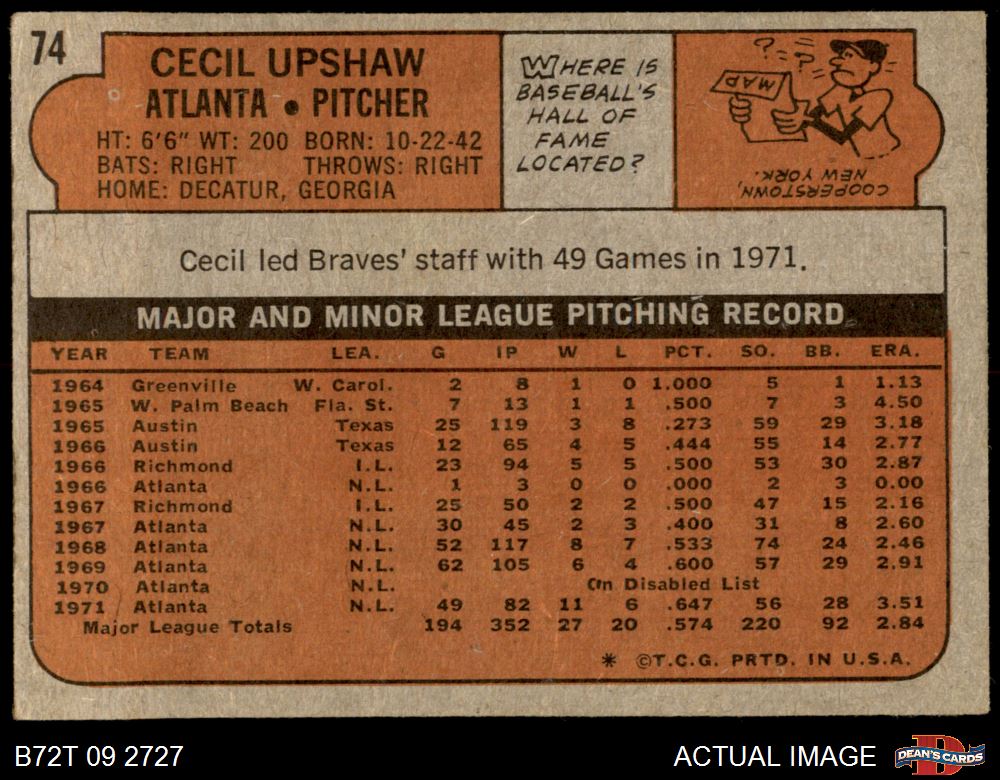 74
CECIL UPSHAW
ATLANTA • PITCHER
HT: 6'6" WT: 200 BORN: 10-22-42
BATS: RIGHT THROWS: RIGHT
HOME: DECATUR, GEORGIA
WHERE IS
BASEBALL'S
HALL OF
FAME
LOCATED?
? ? ?
MAP
COOPERSTOWN,
NEW YORK.
Cecil led Braves' staff with 49 Games in 1971.
MAJOR AND MINOR LEAGUE PITCHING RECORD
YEAR TEAM LEA. G IP W L PCT. SO. BB. ERA.
1964 Greenville W. Carol. 2 8 1 0 1.000 5 1 1.13
1965 W. Palm Beach Fla. St. 7 13 1 1 .500 7 3 4.50
1965 Austin Texas 25 119 3 8 .273 59 29 3.18
1966 Austin Texas 12 65 4 5 .444 55 14 2.77
1966 Richmond I.L. 23 94 5 5 .500 53 30 2.87
1966 Atlanta N.L. 1 3 0 0 .000 2 3 0.00
1967 Richmond I.L. 25 50 2 2 .500 47 15 2.16
1967 Atlanta N.L. 30 45 2 3 .400 31 8 2.60
1968 Atlanta N.L. 52 117 8 7 .533 74 24 2.46
1969 Atlanta N.L. 62 105 6 4 .600 57 29 2.91
1970 Atlanta N.L. On Disabled List
1971 Atlanta N.L. 49 82 11 6 .647 56 28 3.51
Major League Totals 194 352 27 20 .574 220 92 2.84
* ©T.C.G. PRTD. IN U.S.A.
B72T 09 2727
ACTUAL IMAGE
D
DEAN'S CARDS